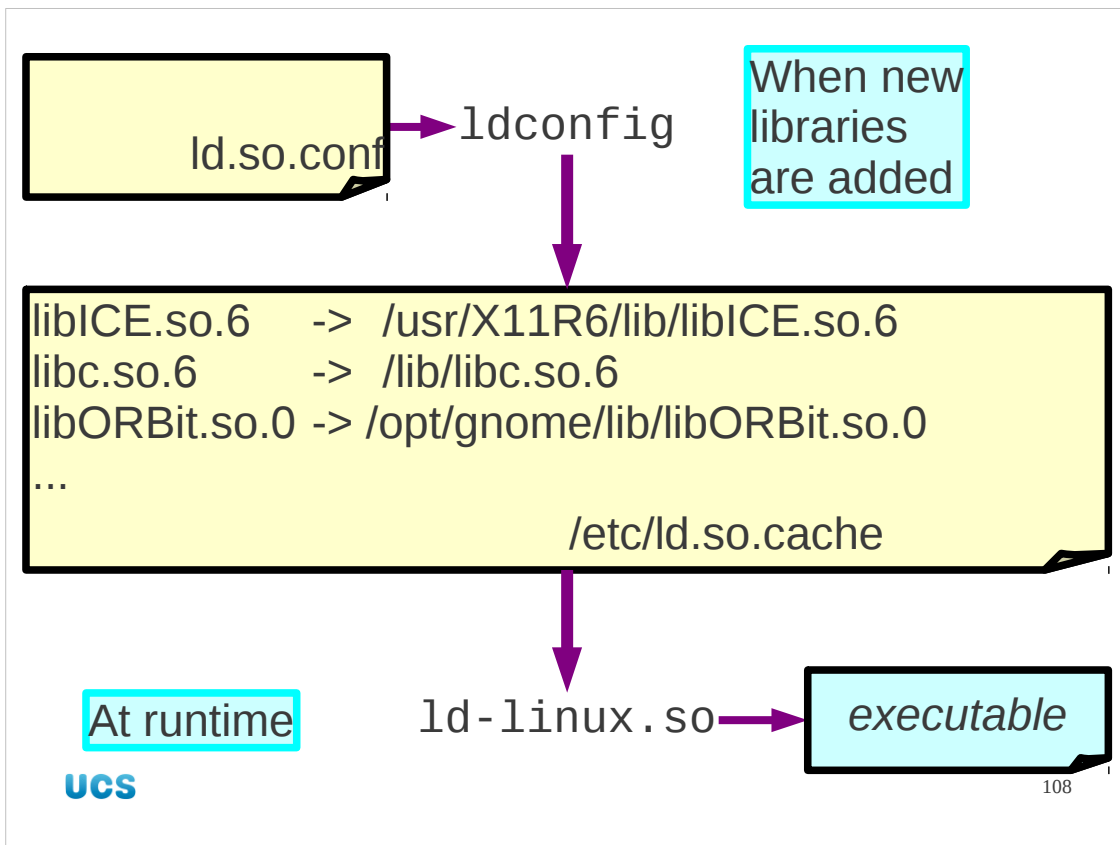 ld.so.conf
ldconfig
When new
libraries
are added
libICE.so.6 -> /usr/X11R6/lib/libICE.so.6
libc.so.6 -> /lib/libc.so.6
libORBit.so.0 -> /opt/gnome/lib/libORBit.so.0
...
/etc/ld.so.cache
At runtime
ld-linux.so
executable
UCS
108